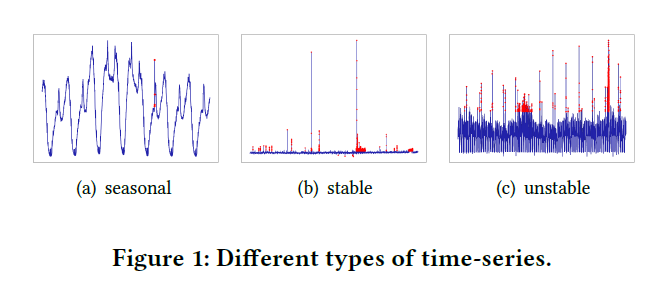 (a) seasonal
(b) stable
(c) unstable
Figure 1: Different types of time-series.